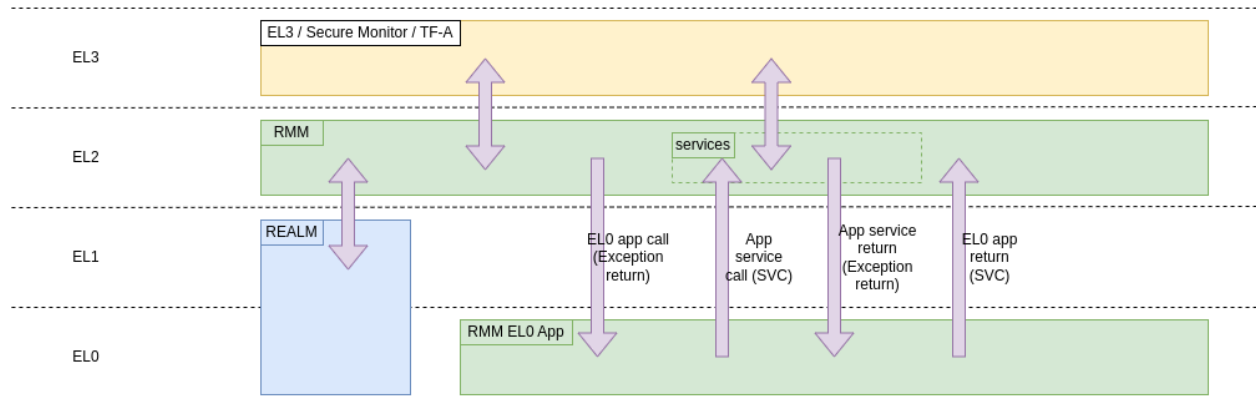 EL3 / Secure Monitor / TF-A
EL3
RMM
services
EL2
REALM
EL1
EL0 app call
(Exception
return)
App
service
call (SVC)
App service
return
(Exception
return)
EL0 app
return
(SVC)
RMM EL0 App
EL0